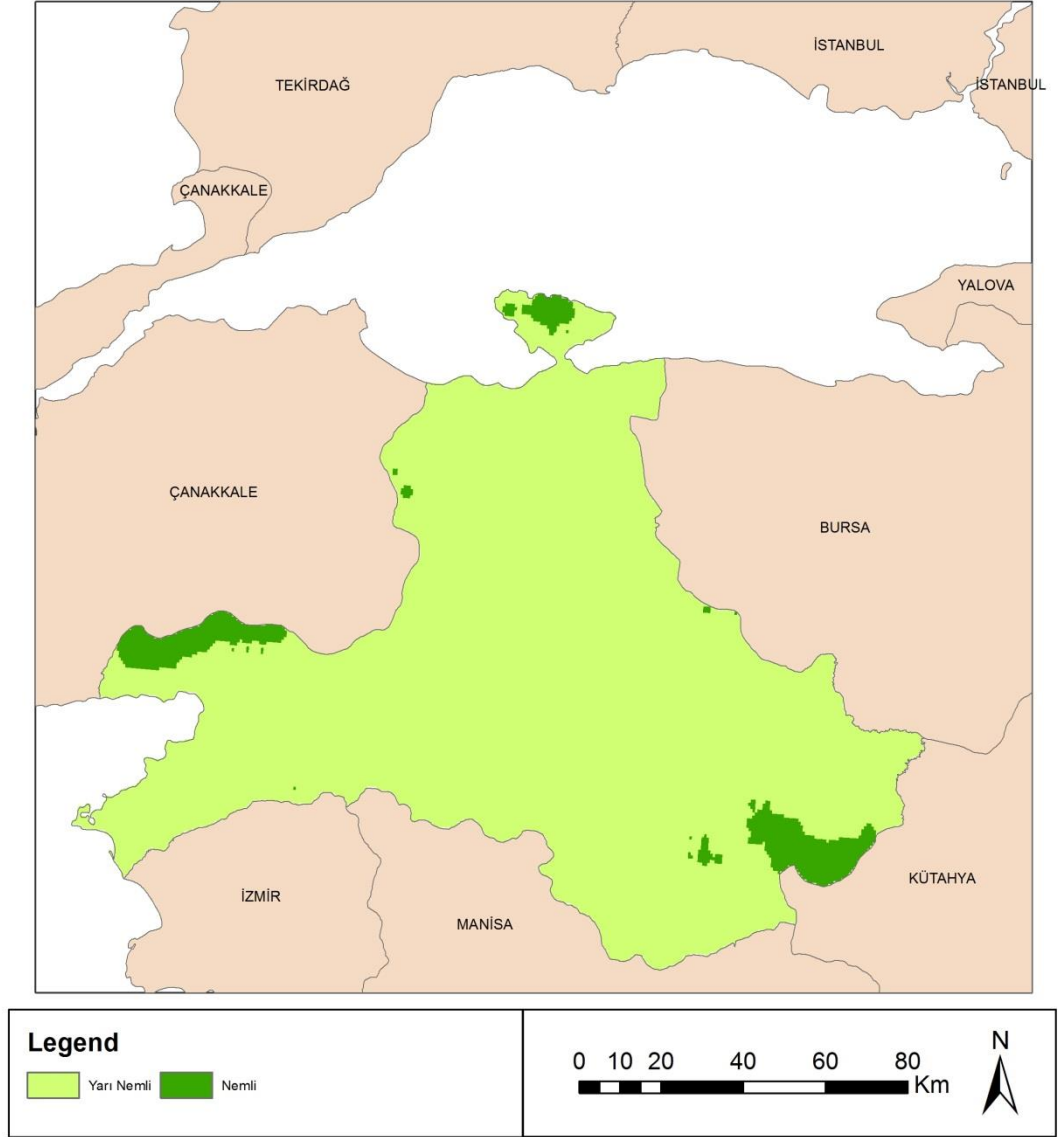 İSTANBUL
TEKİRDAĞ
İSTANBUL
ÇANAKKALE
YALOVA
ÇANAKKALE
BURSA
KÜTAHYA
İZMİR
MANİSA
Legend
Yarı Nemli
Nemli
0 10 20 40 60 80
Km
N